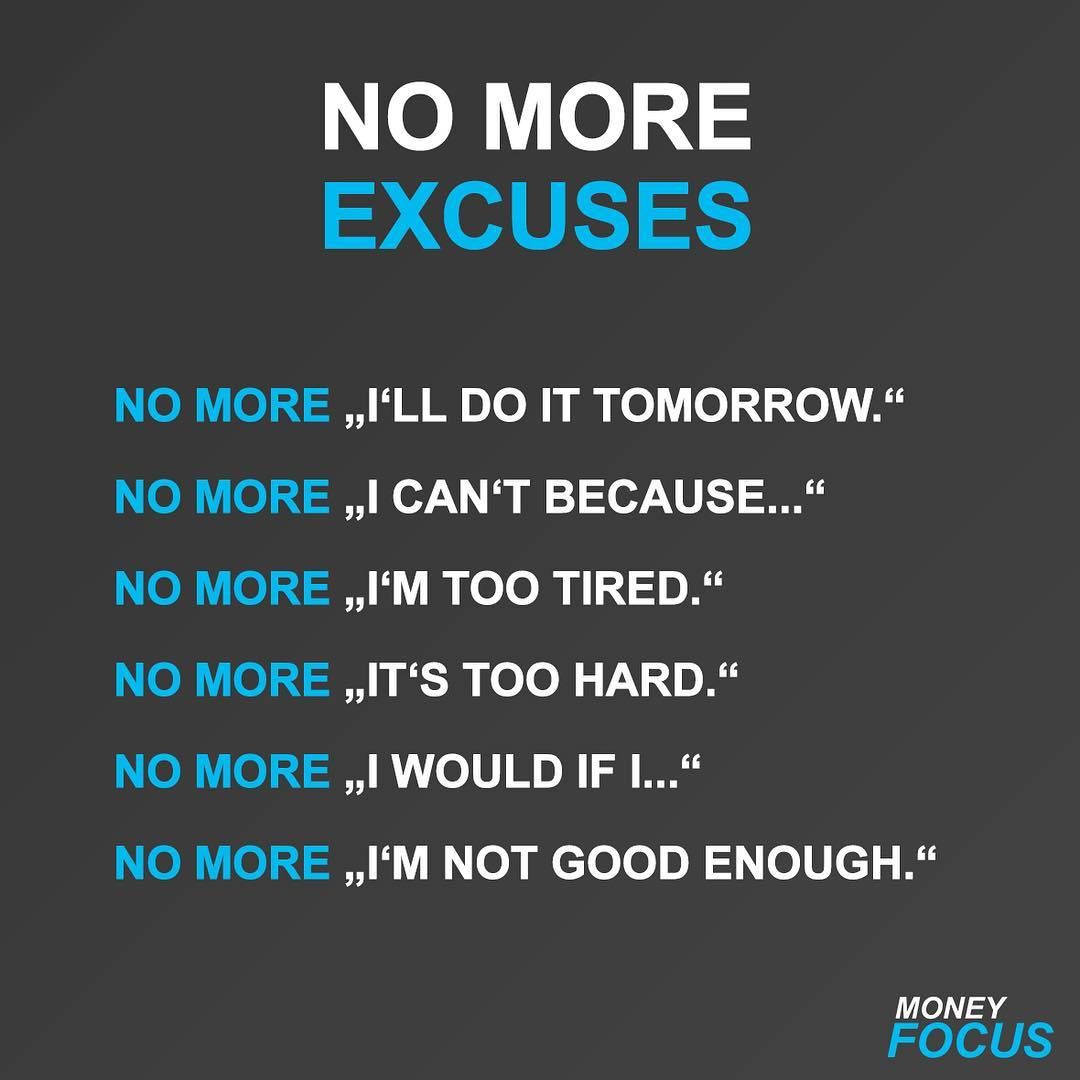 NO MORE
EXCUSES
NO MORE „I‘LL DO IT TOMORROW.“
NO MORE „I CAN‘T BECAUSE...“
NO MORE „I‘M TOO TIRED.“
NO MORE „IT‘S TOO HARD.“
NO MORE „I WOULD IF I...“
NO MORE „I‘M NOT GOOD ENOUGH.“
MONEY
FOCUS